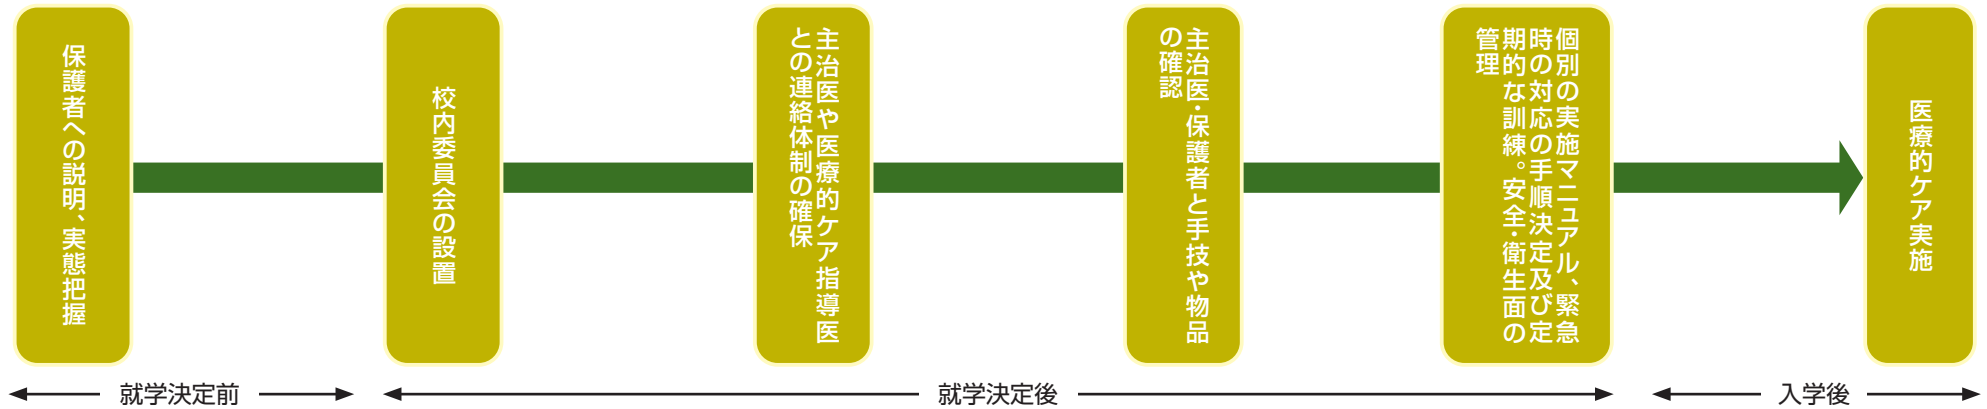 保護者への説明、実態把握
校内委員会の設置
主治医や医療的ケア指導医
との連絡体制の確保
主治医・保護者と手技や物品
の確認
個別の実施マニュアル、緊急
時の対応の手順決定及び定
期的な訓練。安全・衛生面の
管理
医療的ケア実施
就学決定前
就学決定後
入学後